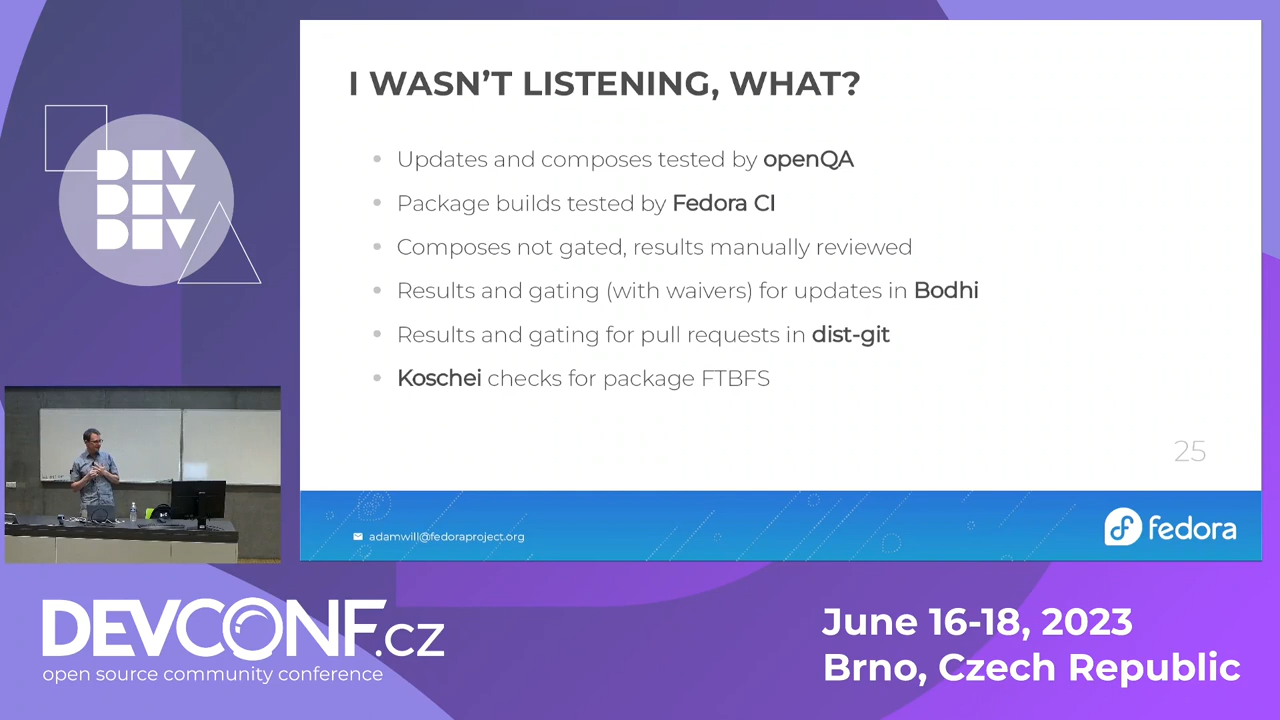 I WASN'T LISTENING, WHAT?
Updates and composes tested by openQA
Package builds tested by Fedora CI
Composes not gated, results manually reviewed
Results and gating (with waivers) for updates in Bodhi
Results and gating for pull requests in dist-git
Koschei checks for package FTBFS
25
adamwill@fedoraproject.org
fedora
DEV
DEV
DEV
DEVCONF.cz
open source community conference
June 16-18, 2023
Brno, Czech Republic